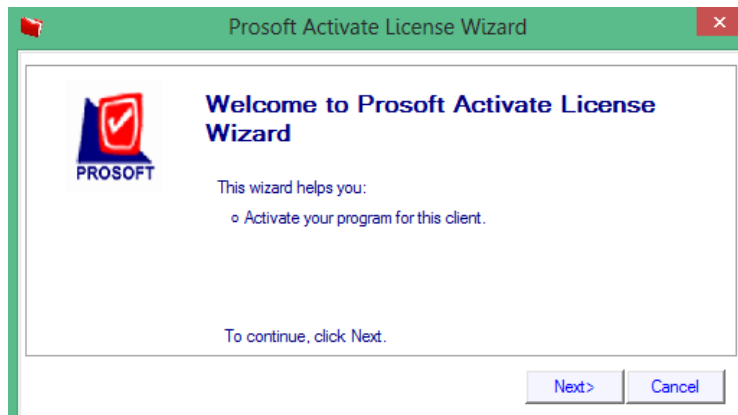 Prosoft Activate License Wizard
Welcome to Prosoft Activate License
Wizard
PROSOFT
This wizard helps you:
Activate your program for this client.
To continue, click Next.
Next>
Cancel